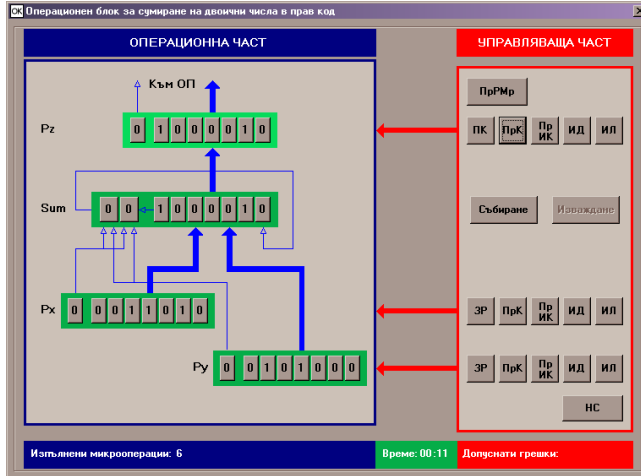 OK Операционен блок за сумиране на двоични числа в прав код
ОПЕРАЦИОННА ЧАСТ
УПРАВЛЯВАЩА ЧАСТ
Към ОП
ПрРМр
Pz 0 1 0 0 0 0 1 0
ПК ПрК Пр ИК ИД ИЛ
Sum 0 0 1 0 0 0 0 1 0
Събиране Изваждане
Px 0 0 0 1 1 0 1 0
ЗР ПрК Пр ИК ИД ИЛ
Py 0 0 1 0 1 0 0 0
ЗР ПрК Пр ИК ИД ИЛ
НС
Изпълнени микрооперации: 6
Време: 00:11
Допуснати грешки: